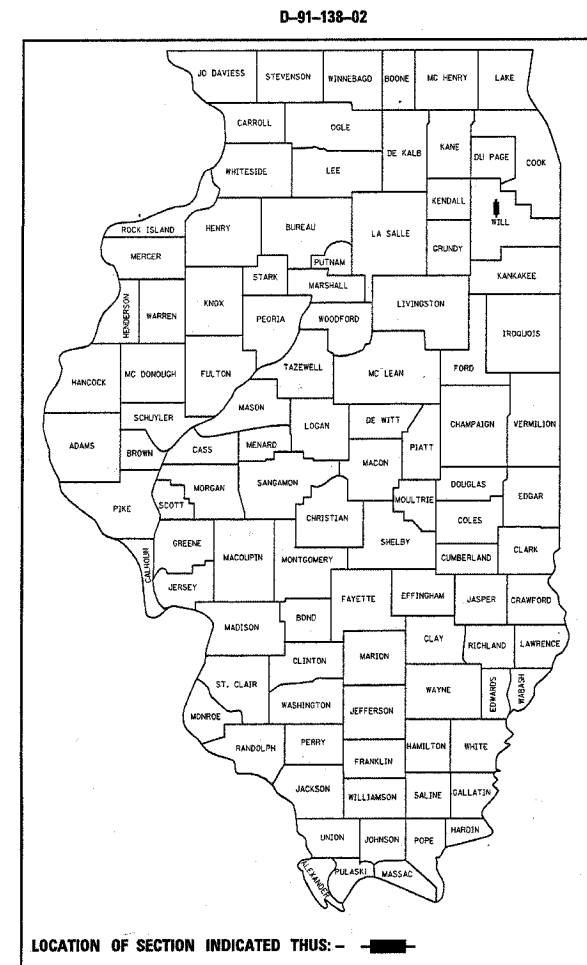 D-91-138-02
JO DAVIESS
STEVENSON
WINNEBAGO
BOONE
MC HENRY
LAKE
CARROLL
OGLE
DE KALB
KANE
DU PAGE
COOK
WHITESIDE
LEE
KENDALL
WILL
ROCK ISLAND
HENRY
BUREAU
LA SALLE
GRUNDY
MERCER
PUTNAM
KANKAKEE
STARK
MARSHALL
HENDERSON
WARREN
KNOX
PEORIA
WOODFORD
LIVINGSTON
IROQUOIS
HANCOCK
MC DONOUGH
FULTON
TAZEWELL
MC LEAN
FORD
MASON
SCHUYLER
LOGAN
DE WITT
CHAMPAIGN
VERMILION
ADAMS
BROWN
CASS
MENARD
PIATT
MACON
MORGAN
SANGAMON
DOUGLAS
EDGAR
PIKE
SCOTT
MOULTRIE
CHRISTIAN
COLES
GREENE
MACOUPIN
SHELBY
CALHOUN
MONTGOMERY
CUMBERLAND
CLARK
JERSEY
FAYETTE
EFFINGHAM
JASPER
CRAWFORD
MADISON
BOND
CLAY
RICHLAND
LAWRENCE
CLINTON
MARION
ST. CLAIR
WAYNE
EDWARDS
WABASH
WASHINGTON
JEFFERSON
MONROE
RANDOLPH
PERRY
HAMILTON
WHITE
FRANKLIN
JACKSON
WILLIAMSON
SALINE
GALLATIN
UNION
JOHNSON
POPE
HARDIN
ALEXANDER
PULASKI
MASSAC
LOCATION OF SECTION INDICATED THUS: -